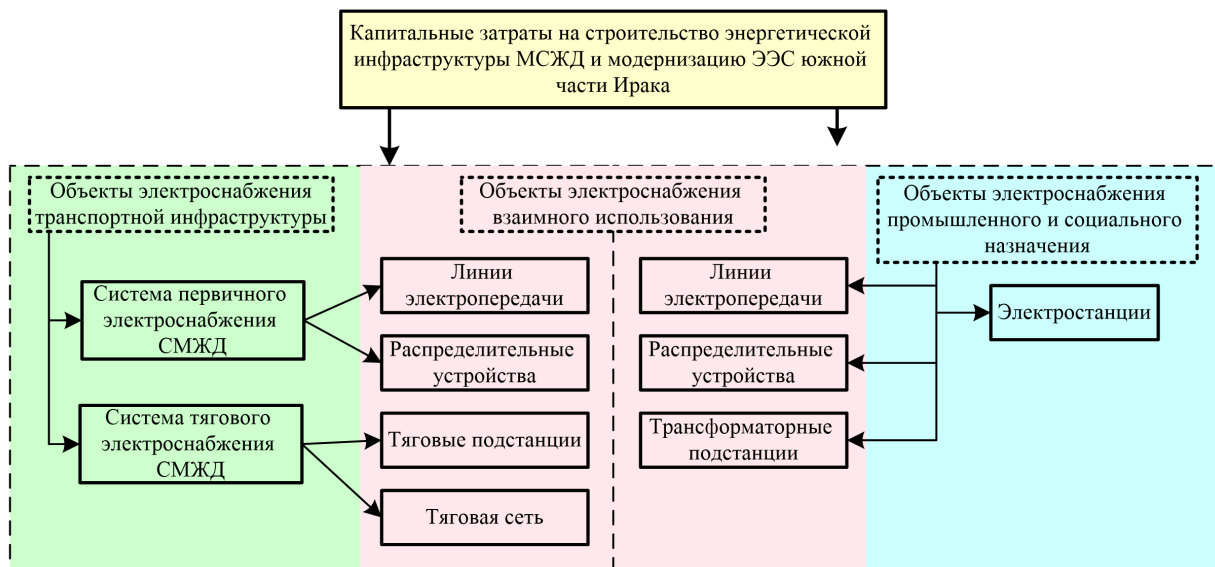 Капитальные затраты на строительство энергетической
инфраструктуры МСЖД и модернизацию ЭЭС южной
части Ирака
Объекты электроснабжения
транспортной инфраструктуры
Объекты электроснабжения
взаимного использования
Объекты электроснабжения
промышленного и социального
назначения
Система первичного
электроснабжения
СМЖД
Система тягового
электроснабжения
СМЖД
Линии
электропередачи
Распределительные
устройства
Тяговые подстанции
Тяговая сеть
Линии
электропередачи
Распределительные
устройства
Трансформаторные
подстанции
Электростанции